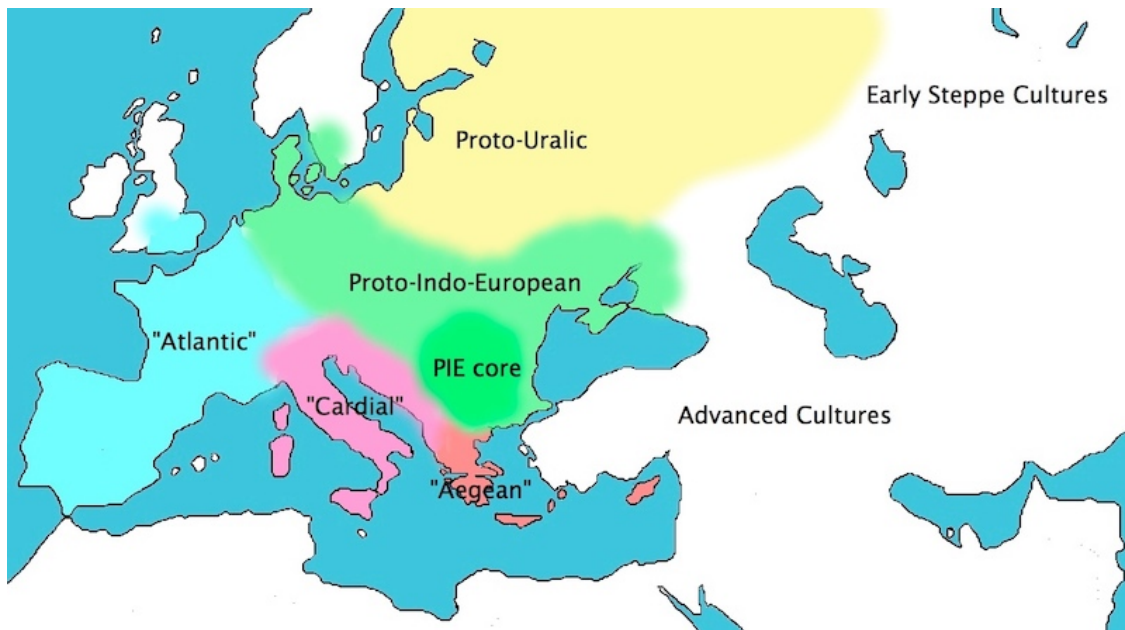 Early Steppe Cultures
Proto-Uralic
Proto-Indo-European
"Atlantic"
PIE core
"Cardial"
Advanced Cultures
"Aegean"